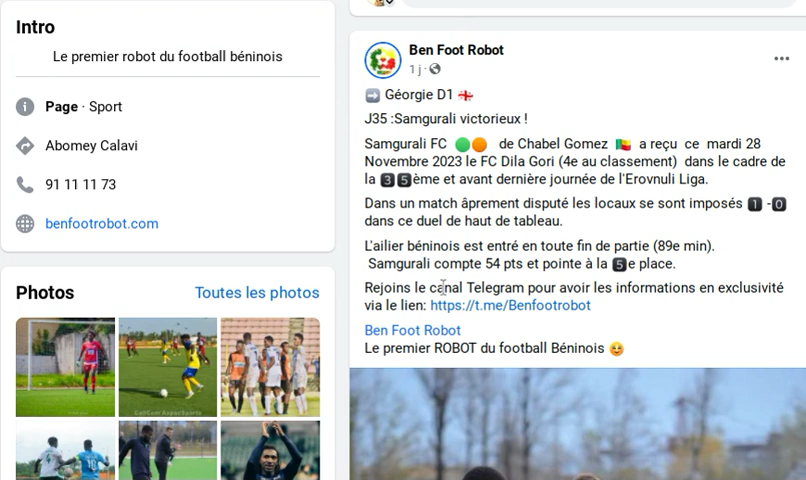 Intro
Le premier robot du football béninois
Page · Sport
Abomey Calavi
91 11 11 73
benfootrobot.com
Photos
Toutes les photos
Ben Foot Robot
1 j ·
➡️ Géorgie D1 🇬🇪
J35 :Samgurali victorieux !
Samgurali FC 🟢🟠 de Chabel Gomez 🇧🇯 a reçu ce mardi 28
Novembre 2023 le FC Dila Gori (4e au classement) dans le cadre de
la 3️⃣5️⃣ème et avant dernière journée de l'Erovnuli Liga.
Dans un match âprement disputé les locaux se sont imposés 1️⃣ -0️⃣
dans ce duel de haut de tableau.
L'ailier béninois est entré en toute fin de partie (89e min).
Samgurali compte 54 pts et pointe à la 5️⃣e place.
Rejoins le canal Telegram pour avoir les informations en exclusivité
via le lien: https://t.me/Benfootrobot
Ben Foot Robot
Le premier ROBOT du football Béninois 😉